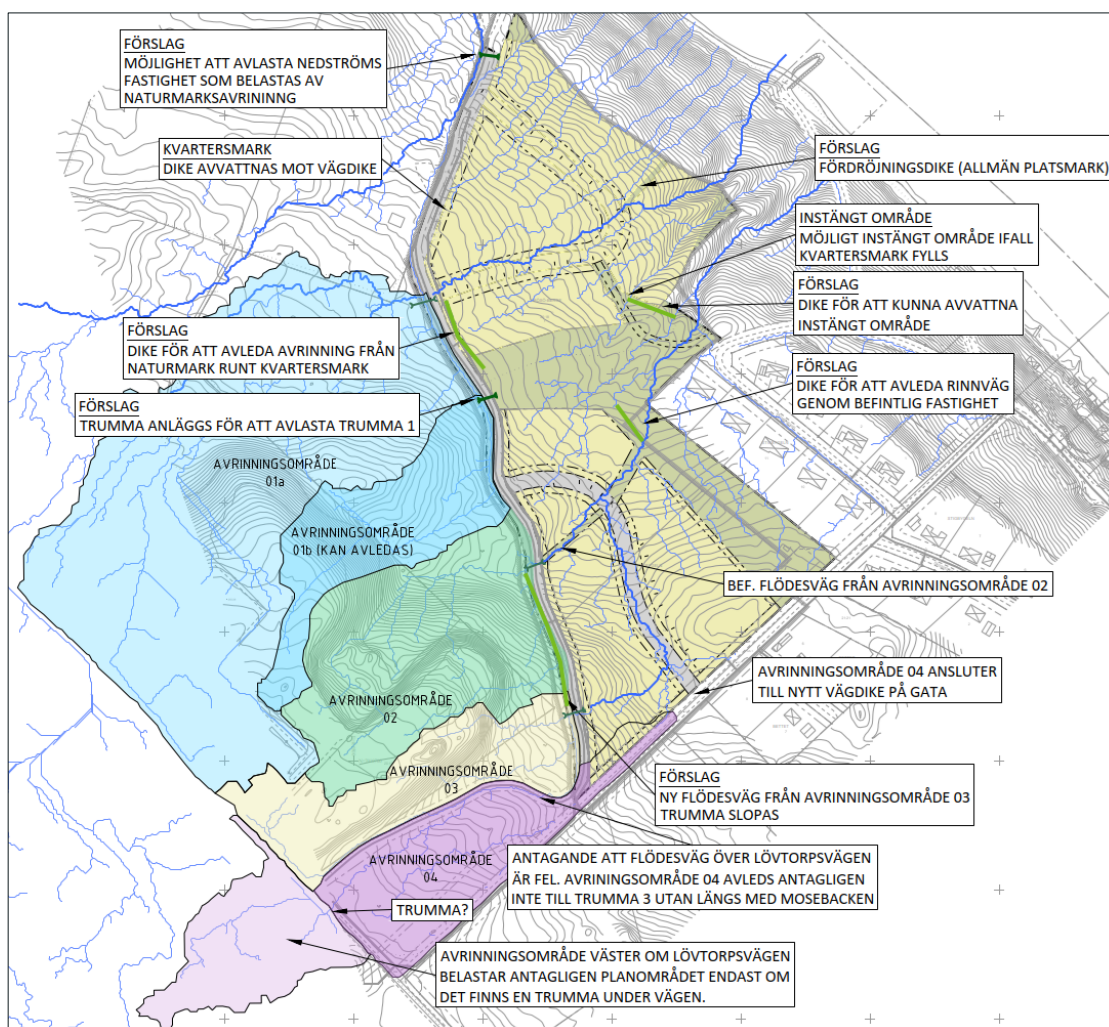 FÖRSLAG
MÖJLIGHET ATT AVLASTA NEDSTRÖMS
FASTIGHET SOM BELASTAS AV
NATURMARKSAVRININNG
KVARTERSMARK
DIKE AVVATTNAS MOT VÄGDIKE
FÖRSLAG
FÖRDRÖJNINGSDIKE (ALLMÄN PLATSMARK)
INSTÄNGT OMRÅDE
MÖJLIGT INSTÄNGT OMRÅDE IFALL
KVARTERSMARK FYLLS
FÖRSLAG
DIKE FÖR ATT KUNNA AVVATTNA
INSTÄNGT OMRÅDE
FÖRSLAG
DIKE FÖR ATT AVLEDA AVRINNING FRÅN
NATURMARK RUNT KVARTERSMARK
FÖRSLAG
DIKE FÖR ATT AVLEDA RINNVÄG
GENOM BEFINTLIG FASTIGHET
FÖRSLAG
TRUMMA ANLÄGGS FÖR ATT AVLASTA TRUMMA 1
AVRINNINGSOMRÅDE
01a
AVRINNINGSOMRÅDE
01b (KAN AVLEDAS)
BEF. FLÖDESVÄG FRÅN AVRINNINGSOMRÅDE 02
AVRINNINGSOMRÅDE
02
AVRINNINGSOMRÅDE 04 ANSLUTER
TILL NYTT VÄGDIKE PÅ GATA
AVRINNINGSOMRÅDE
03
FÖRSLAG
NY FLÖDESVÄG FRÅN AVRINNINGSOMRÅDE 03
TRUMMA SLOPAS
AVRINNINGSOMRÅDE
04
ANTAGANDE ATT FLÖDESVÄG ÖVER LÖVTORPSVÄGEN
ÄR FEL. AVRININGSOMRÅDE 04 AVLEDS ANTAGLIGEN
INTE TILL TRUMMA 3 UTAN LÄNGS MED MOSEBACKEN
TRUMMA?
AVRINNINGSOMRÅDE VÄSTER OM LÖVTORPSVÄGEN
BELASTAR ANTAGLIGEN PLANOMRÅDET ENDAST OM
DET FINNS EN TRUMMA UNDER VÄGEN.